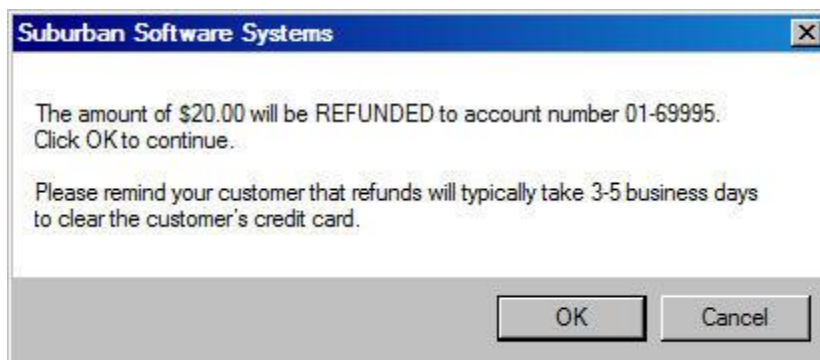 Suburban Software Systems
The amount of $20.00 will be REFUNDED to account number 01-69995.
Click OK to continue.
Please remind your customer that refunds will typically take 3-5 business days
to clear the customer's credit card.
OK Cancel